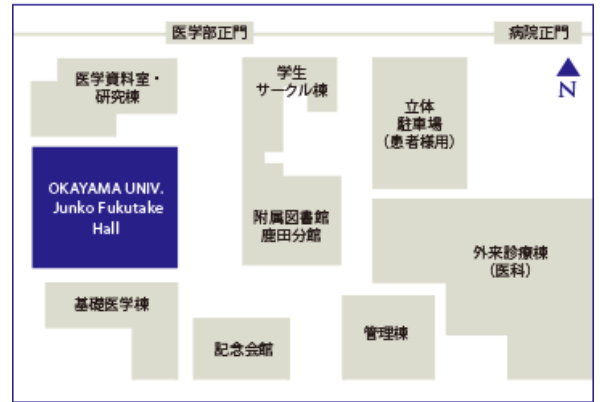 医学部正門
病院正門
医学資料室・
研究棟
学生
サークル棟
立体
駐車場
(患者様用)
N
OKAYAMA UNIV.
Junko Fukutake
Hall
附属図書館
鹿田分館
外来診療棟
(医科)
基礎医学棟
記念会館
管理棟